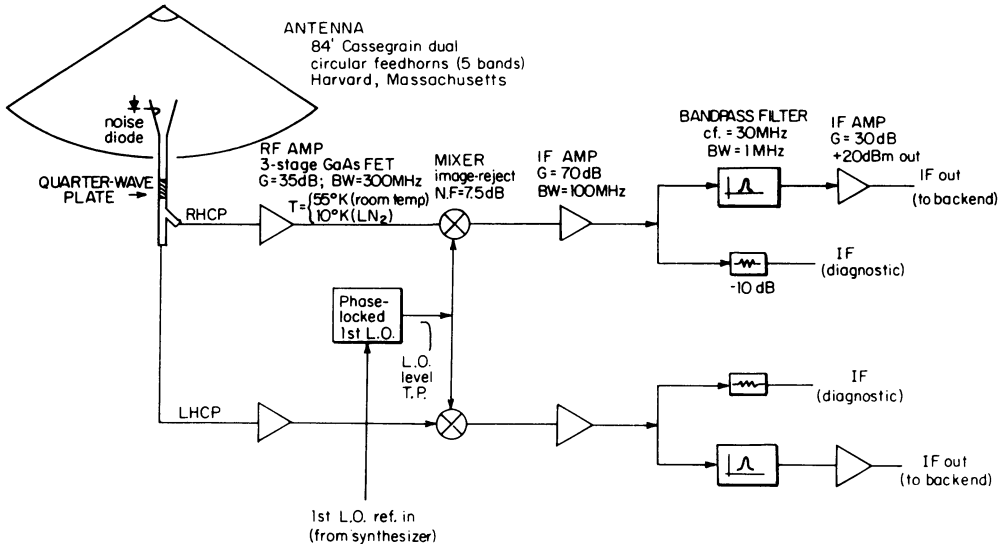 ANTENNA
84' Cassegrain dual
circular feedhorns (5 bands)
Harvard, Massachusetts
noise
diode
QUARTER-WAVE
PLATE
RHCP
RF AMP
3-stage GaAs FET
G=35dB; BW=300MHz
T={55°K (room temp)
10°K (LN2)
MIXER
image-reject
N.F=7.5dB
IF AMP
G=70dB
BW=100MHz
BANDPASS FILTER
cf. = 30MHz
BW = 1MHz
IF AMP
G= 30dB
+20dBm out
IF out
(to backend)
IF
(diagnostic)
-10 dB
Phase-
locked
1st L.O.
L.O.
level
T.P.
LHCP
IF
(diagnostic)
IF out
(to backend)
1st L.O. ref. in
(from synthesizer)